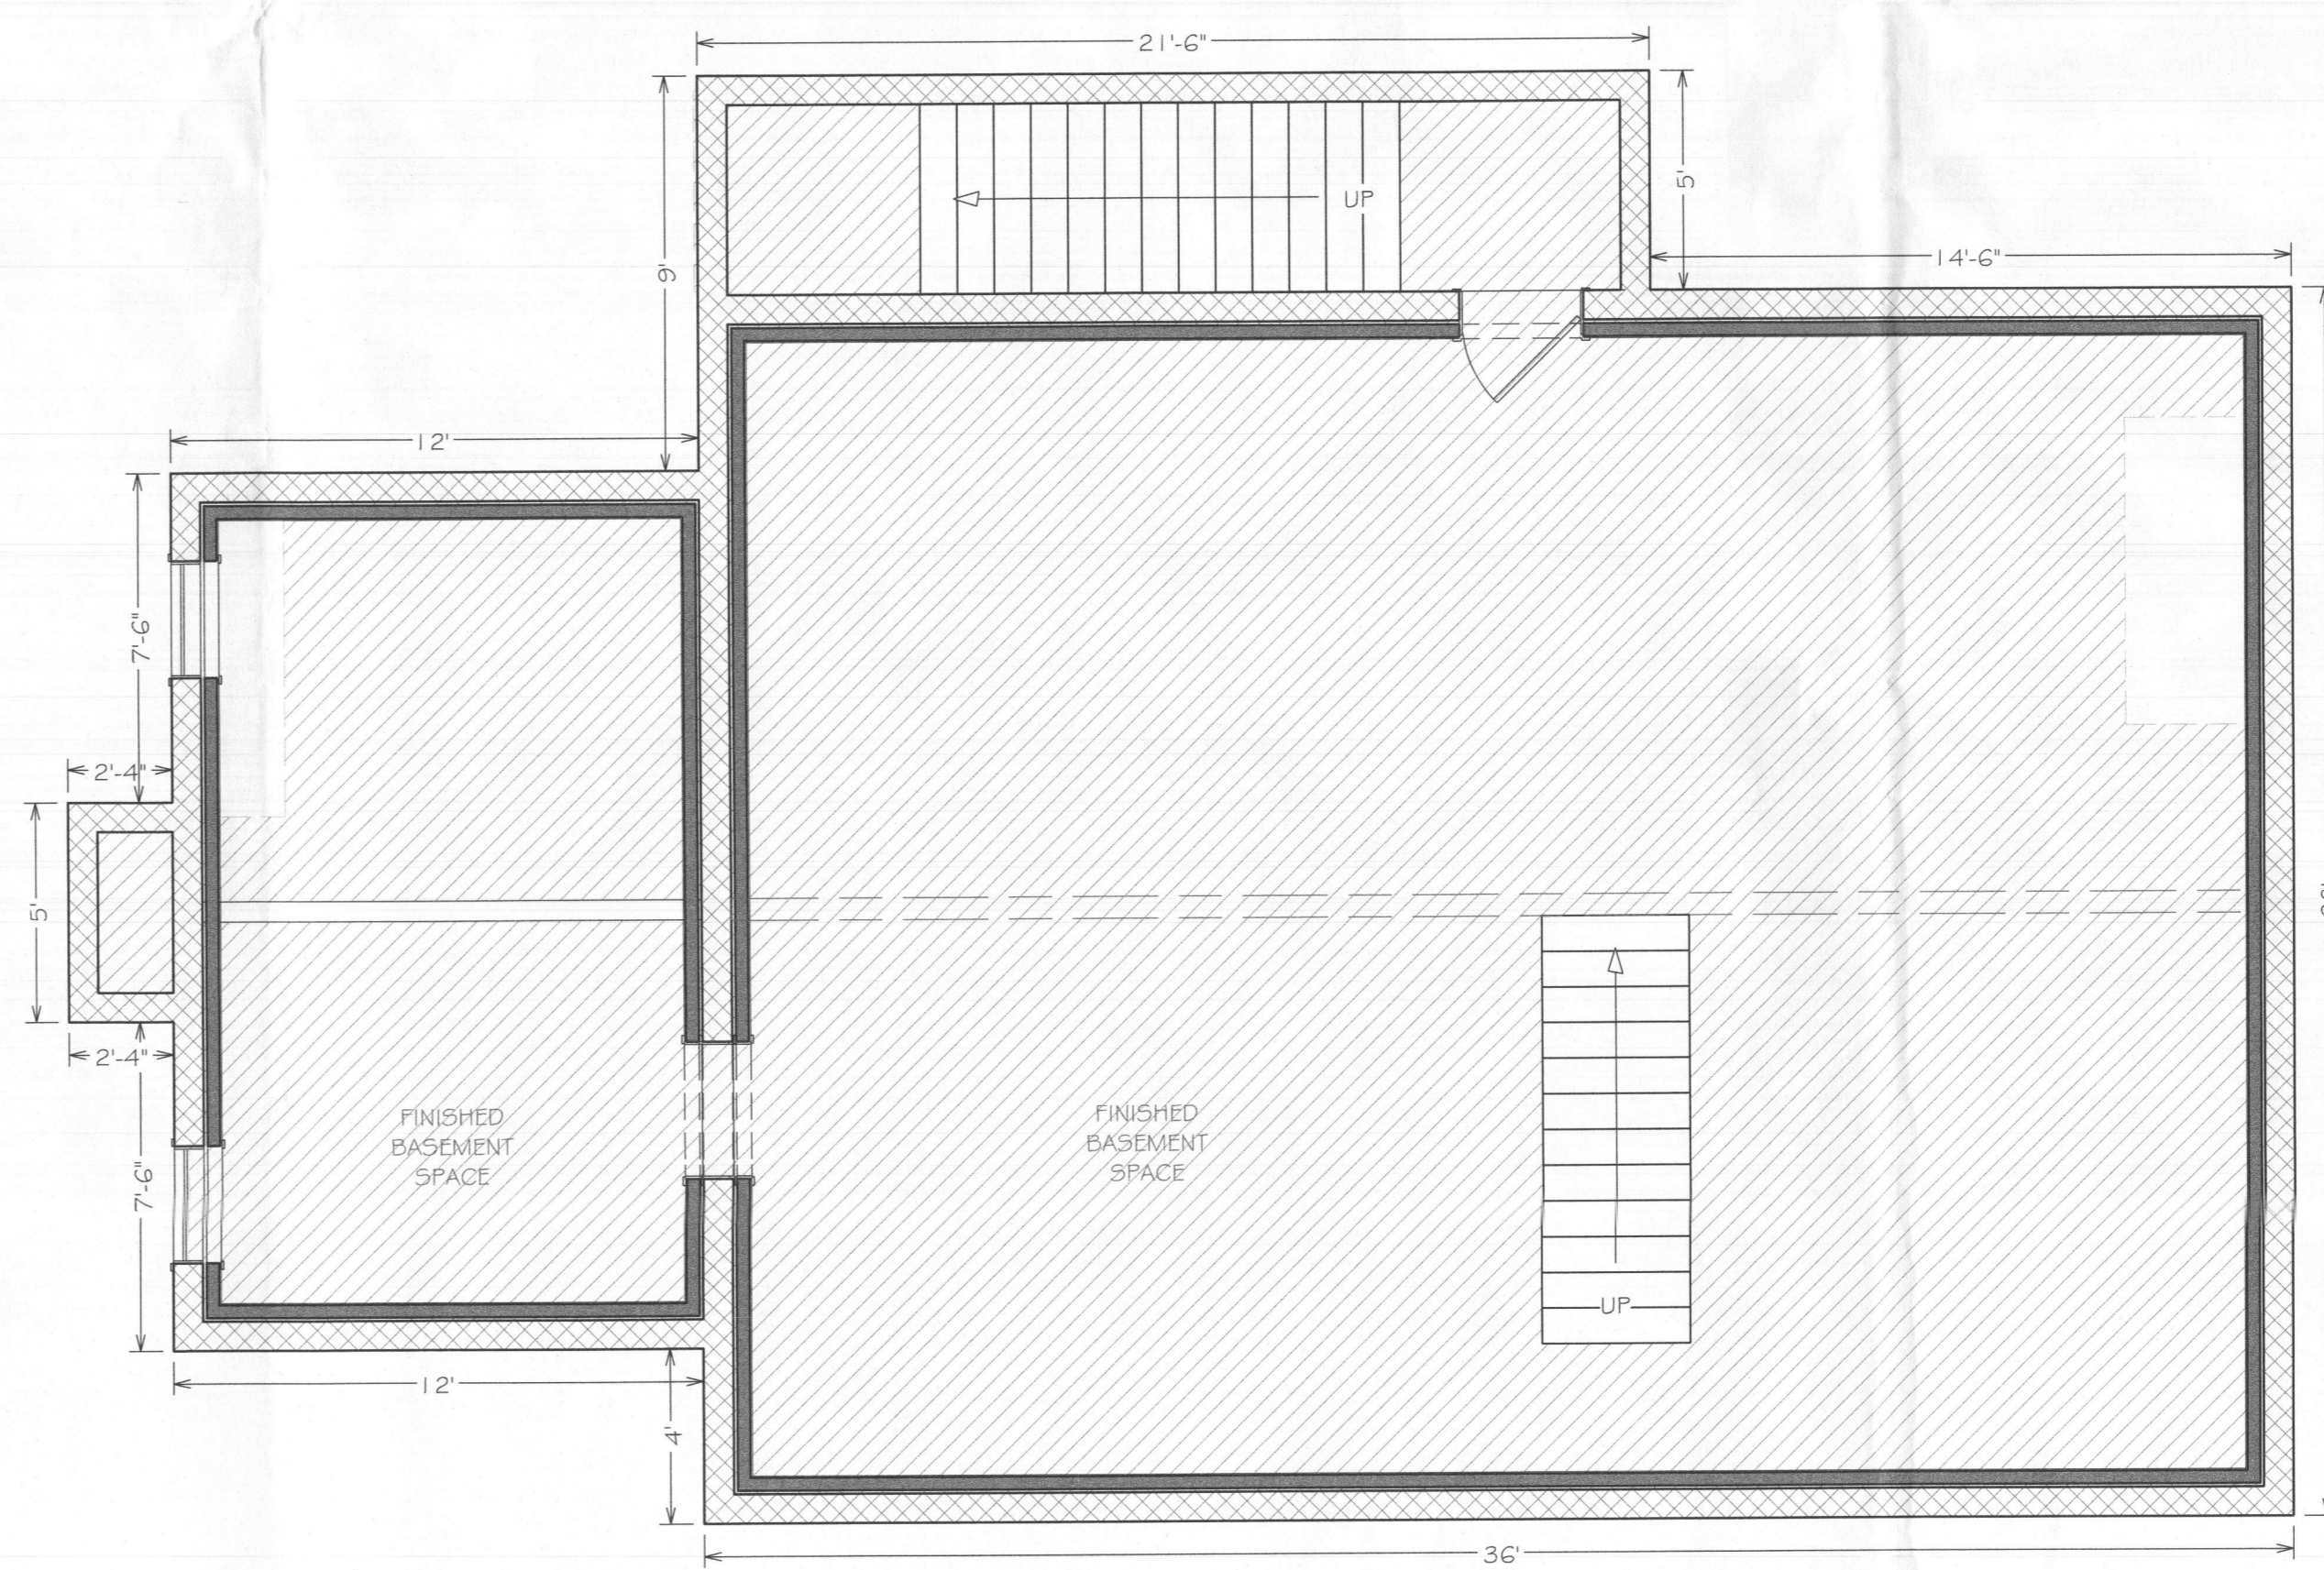 21'-6"
9'
5'
UP
14'-6"
12'
7'-6"
2'-4"
5'
2'-4"
7'-6"
FINISHED
BASEMENT
SPACE
FINISHED
BASEMENT
SPACE
UP
12'
4'
36'